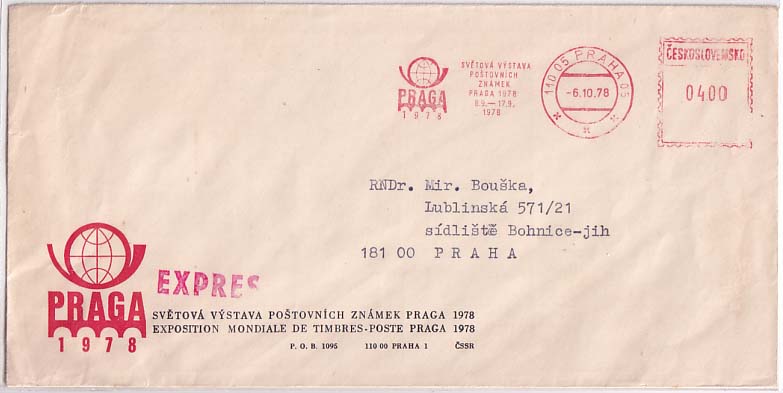 PRAGA
1978
SVĚTOVÁ VÝSTAVA
POŠTOVNÍCH
ZNÁMEK
PRAGA 1978
8.9.—17.9.
1978
110 05 PRAHA 05
-6.10.78
ČESKOSLOVENSKO
0400
RNDr. Mir. Bouška,
Lublinská 571/21
sídliště Bohnice-jih
181 00 PRAHA
EXPRES
PRAGA
1978
SVĚTOVÁ VÝSTAVA POŠTOVNÍCH ZNÁMEK PRAGA 1978
EXPOSITION MONDIALE DE TIMBRES-POSTE PRAGA 1978
P. O. B. 1095 110 00 PRAHA 1 ČSSR